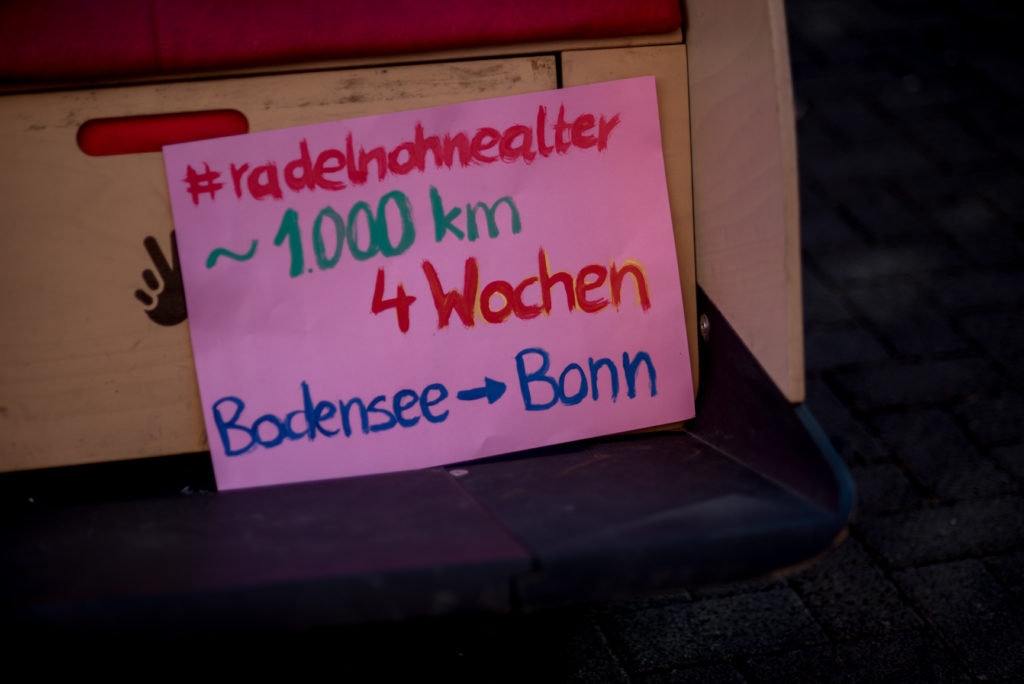 #radelnohnealter
~ 1.000 km
4 Wochen
Bodensee → Bonn